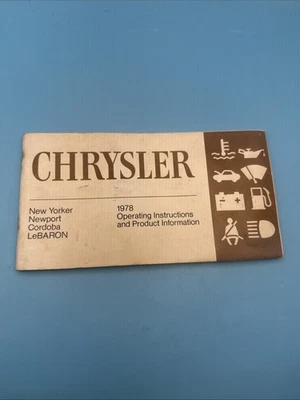 CHRYSLER
New Yorker
Newport
Cordoba
LeBARON
1978
Operating Instructions
and Product Information